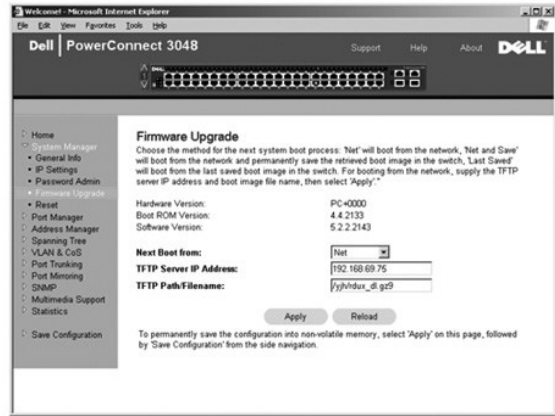 Welcome! - Microsoft Internet Explorer
File Edit View Favorites Tools Help
Dell | PowerConnect 3048
Support Help About DELL
Home
System Manager
General Info
IP Settings
Password Admin
Firmware Upgrade
Reset
Port Manager
Address Manager
Spanning Tree
VLAN & CoS
Port Trunking
Port Mirroring
SNMP
Multimedia Support
Statistics
Save Configuration
Firmware Upgrade
Choose the method for the next system boot process: 'Net' will boot from the network, 'Net and Save'
will boot from the network and permanently save the retrieved boot image in the switch, 'Last Saved'
will boot from the last saved boot image in the switch. For booting from the network, supply the TFTP
server IP address and boot image file name, then select 'Apply'."
Hardware Version: PC+0000
Boot ROM Version: 4.4.2133
Software Version: 5.2.2.2143
Next Boot from: Net
TFTP Server IP Address: 192.168.69.75
TFTP Path/Filename: /yjh/rdux_dl.gz9
Apply Reload
To permanently save the configuration into non-volatile memory, select 'Apply' on this page, followed
by 'Save Configuration' from the side navigation.